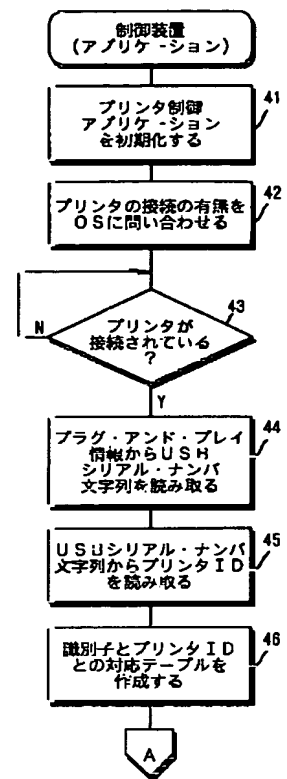 制御装置
(アプリケ-ション)
41
プリンタ制御
アプリケ-ション
を初期化する
42
プリンタの接続の有無を
OSに問い合わせる
43
プリンタが
接続されている
?
N
Y
44
プラグ・アンド・プレイ
情報からUSB
シリアル・ナンバ
文字列を読み取る
45
USBシリアル・ナンバ
文字列からプリンタID
を読み取る
46
識別子とプリンタID
との対応テーブルを
作成する
A